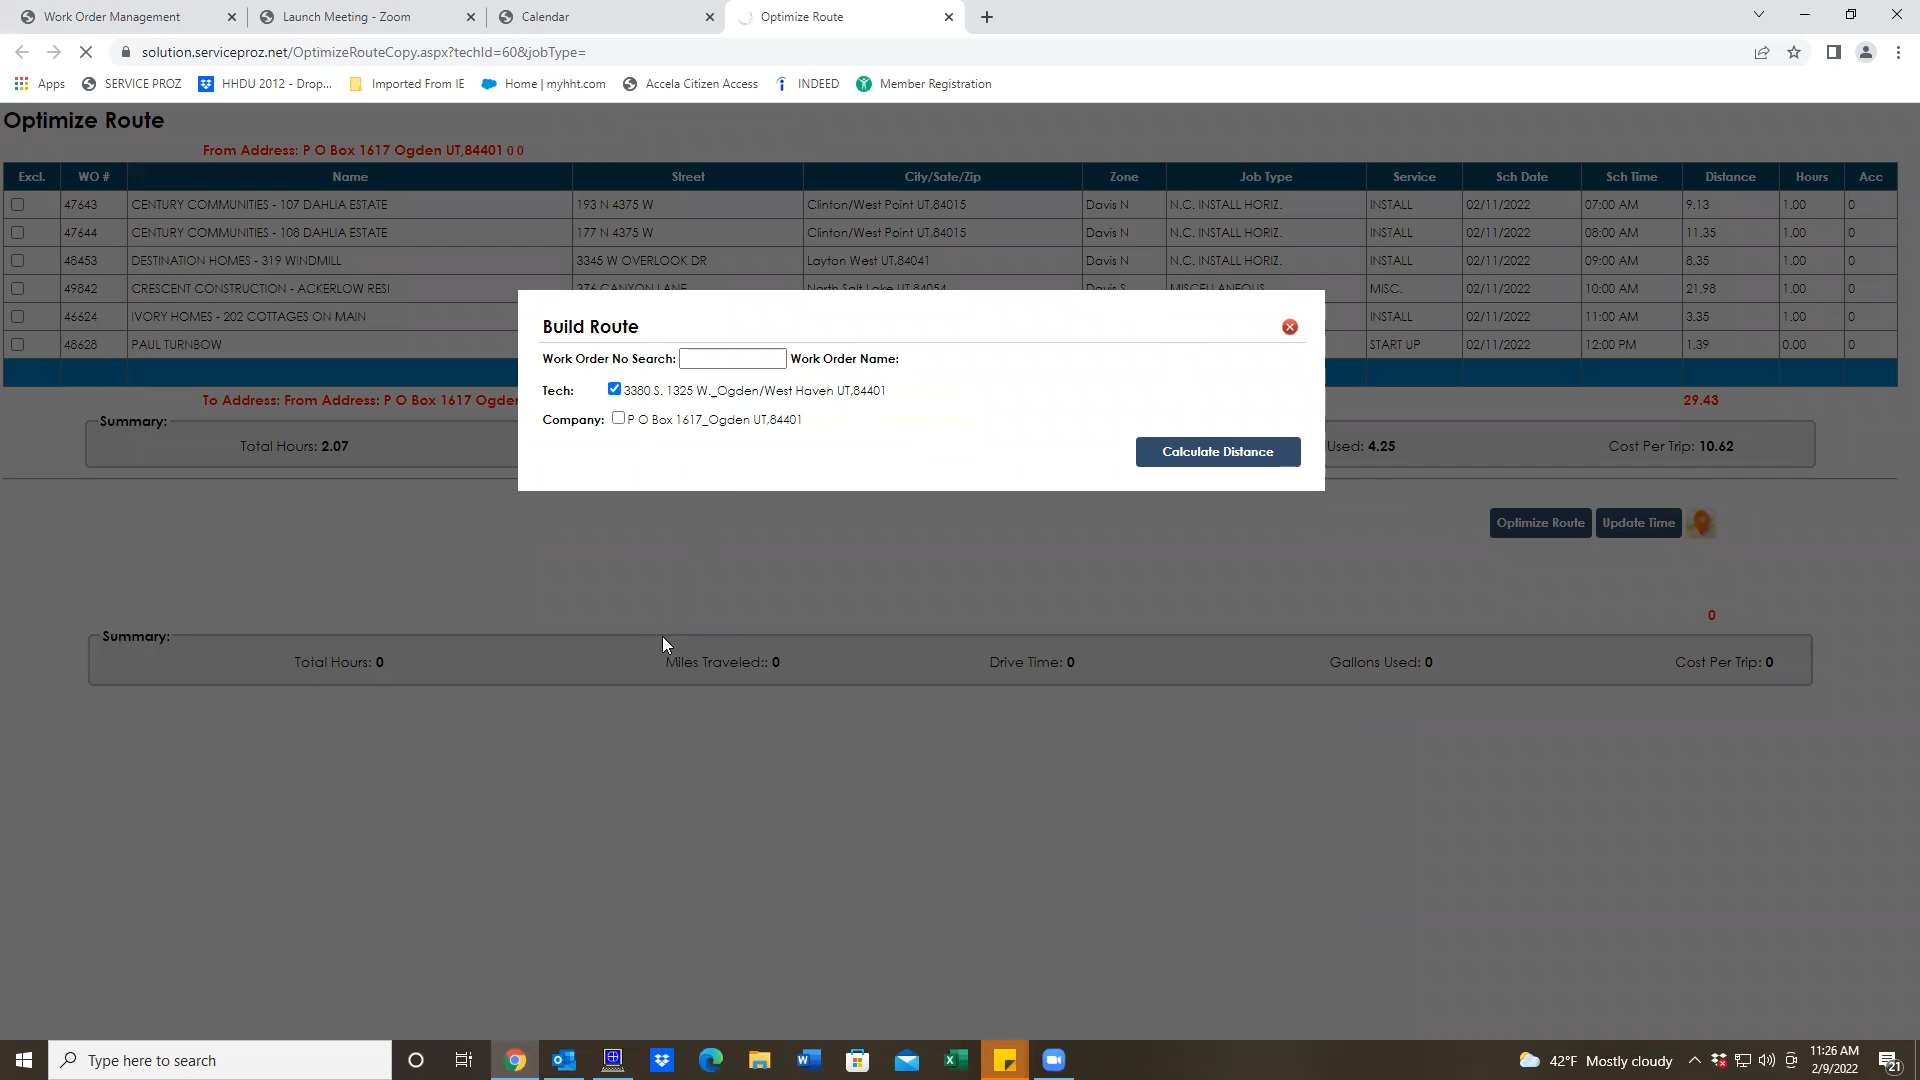 Work Order Management
Launch Meeting - Zoom
Calendar
Optimize Route
solution.serviceproz.net/OptimizeRouteCopy.aspx?techId=60&jobType=
Apps
SERVICE PROZ
HHDU 2012 - Drop...
Imported From IE
Home | myhht.com
Accela Citizen Access
INDEED
Member Registration
Optimize Route
From Address: P O Box 1617 Ogden UT,84401 0 0
Excl. WO # Name Street City/Sate/Zip Zone Job Type Service Sch Date Sch Time Distance Hours Acc
47643 CENTURY COMMUNITIES - 107 DAHLIA ESTATE 193 N 4375 W Clinton/West Point UT,84015 Davis N N.C. INSTALL HORIZ. INSTALL 02/11/2022 07:00 AM 9.13 1.00 0
47644 CENTURY COMMUNITIES - 108 DAHLIA ESTATE 177 N 4375 W Clinton/West Point UT,84015 Davis N N.C. INSTALL HORIZ. INSTALL 02/11/2022 08:00 AM 11.35 1.00 0
48453 DESTINATION HOMES - 319 WINDMILL 3345 W OVERLOOK DR Layton West UT,84041 Davis N N.C. INSTALL HORIZ. INSTALL 02/11/2022 09:00 AM 8.35 1.00 0
49842 CRESCENT CONSTRUCTION - ACKERLOW RESI 376 CANYON LANE North Salt Lake UT,84054 Davis S MISCELLANEOUS MISC. 02/11/2022 10:00 AM 21.98 1.00 0
46624 IVORY HOMES - 202 COTTAGES ON MAIN INSTALL 02/11/2022 11:00 AM 3.35 1.00 0
48628 PAUL TURNBOW START UP 02/11/2022 12:00 PM 1.39 0.00 0
To Address: From Address: P O Box 1617 Ogden 29.43
Summary:
Total Hours: 2.07 Used: 4.25 Cost Per Trip: 10.62
Build Route
Work Order No Search: Work Order Name:
Tech: 3380 S. 1325 W._Ogden/West Haven UT,84401
Company: P O Box 1617_Ogden UT,84401
Calculate Distance
Optimize Route Update Time
0
Summary:
Total Hours: 0 Miles Traveled:: 0 Drive Time: 0 Gallons Used: 0 Cost Per Trip: 0
Type here to search
42°F Mostly cloudy
11:26 AM
2/9/2022
21